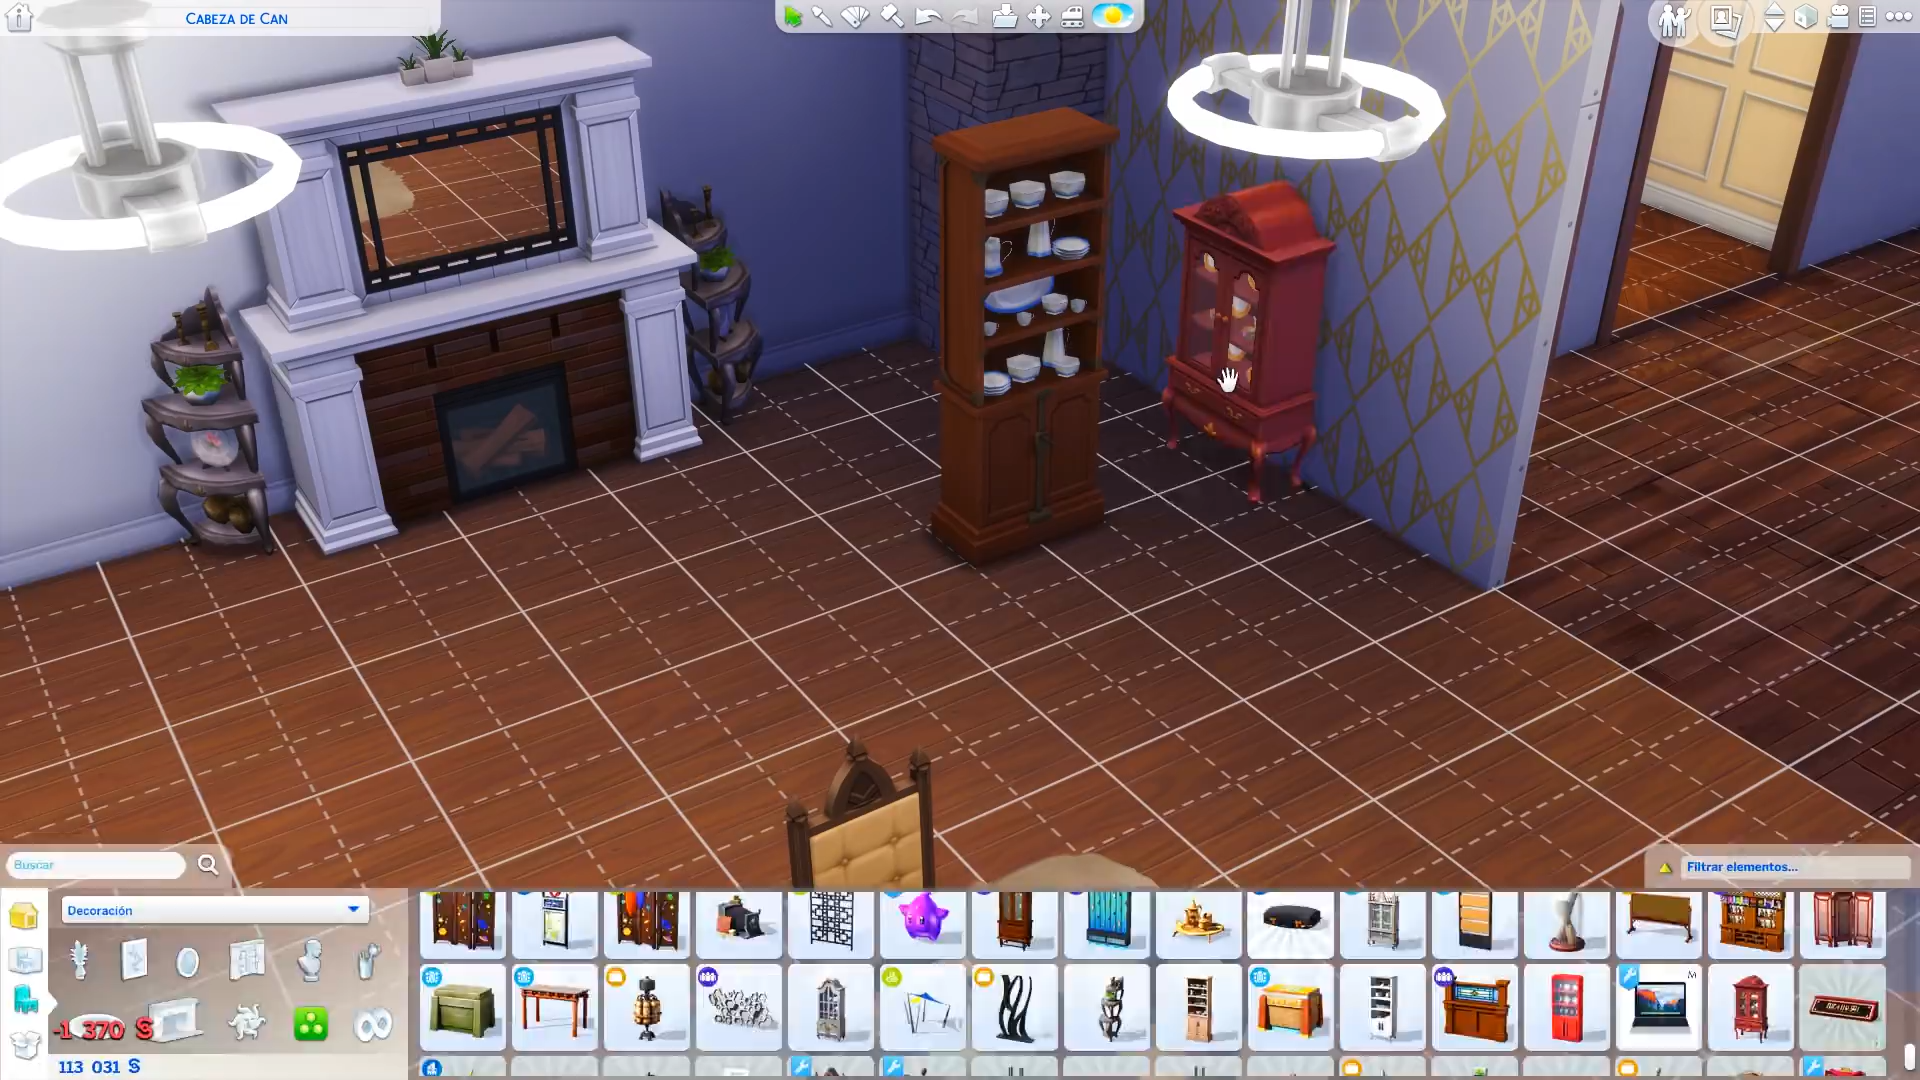 CABEZA DE CAN
Buscar
Filtrar elementos...
Decoración
-1 370 S
113 031 S
M